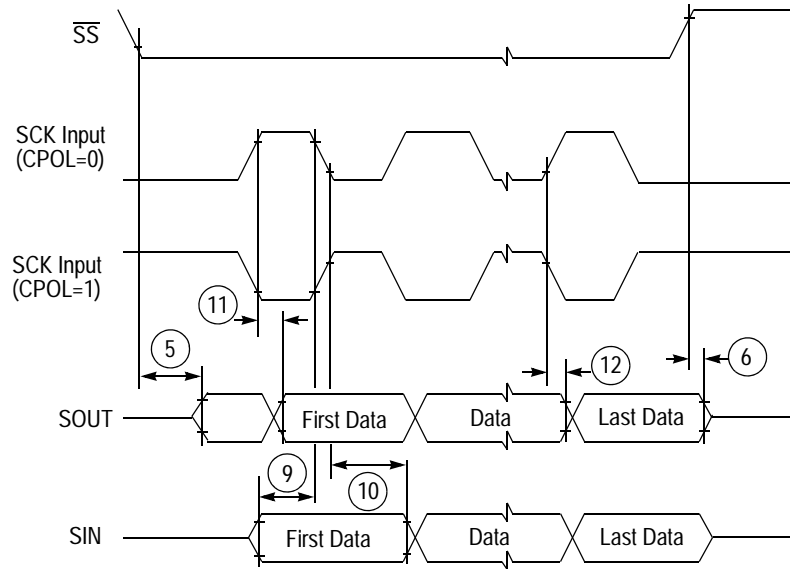 SS
SCK Input
(CPOL=0)
SCK Input
(CPOL=1)
11
5
12
6
SOUT
First Data
Data
Last Data
9
10
SIN
First Data
Data
Last Data